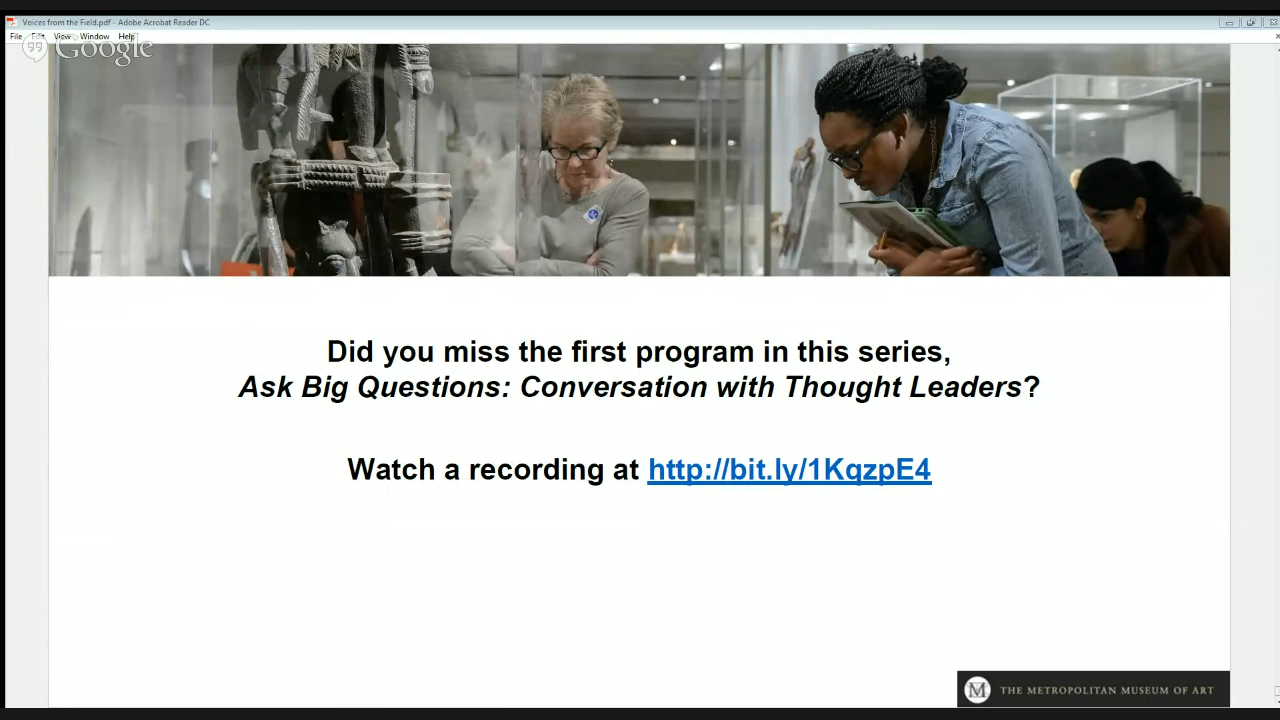 Voices from the Field.pdf - Adobe Acrobat Reader DC
File Edit View Window Help
Google
Did you miss the first program in this series,
Ask Big Questions: Conversation with Thought Leaders?
Watch a recording at http://bit.ly/1KqzpE4
M THE METROPOLITAN MUSEUM OF ART